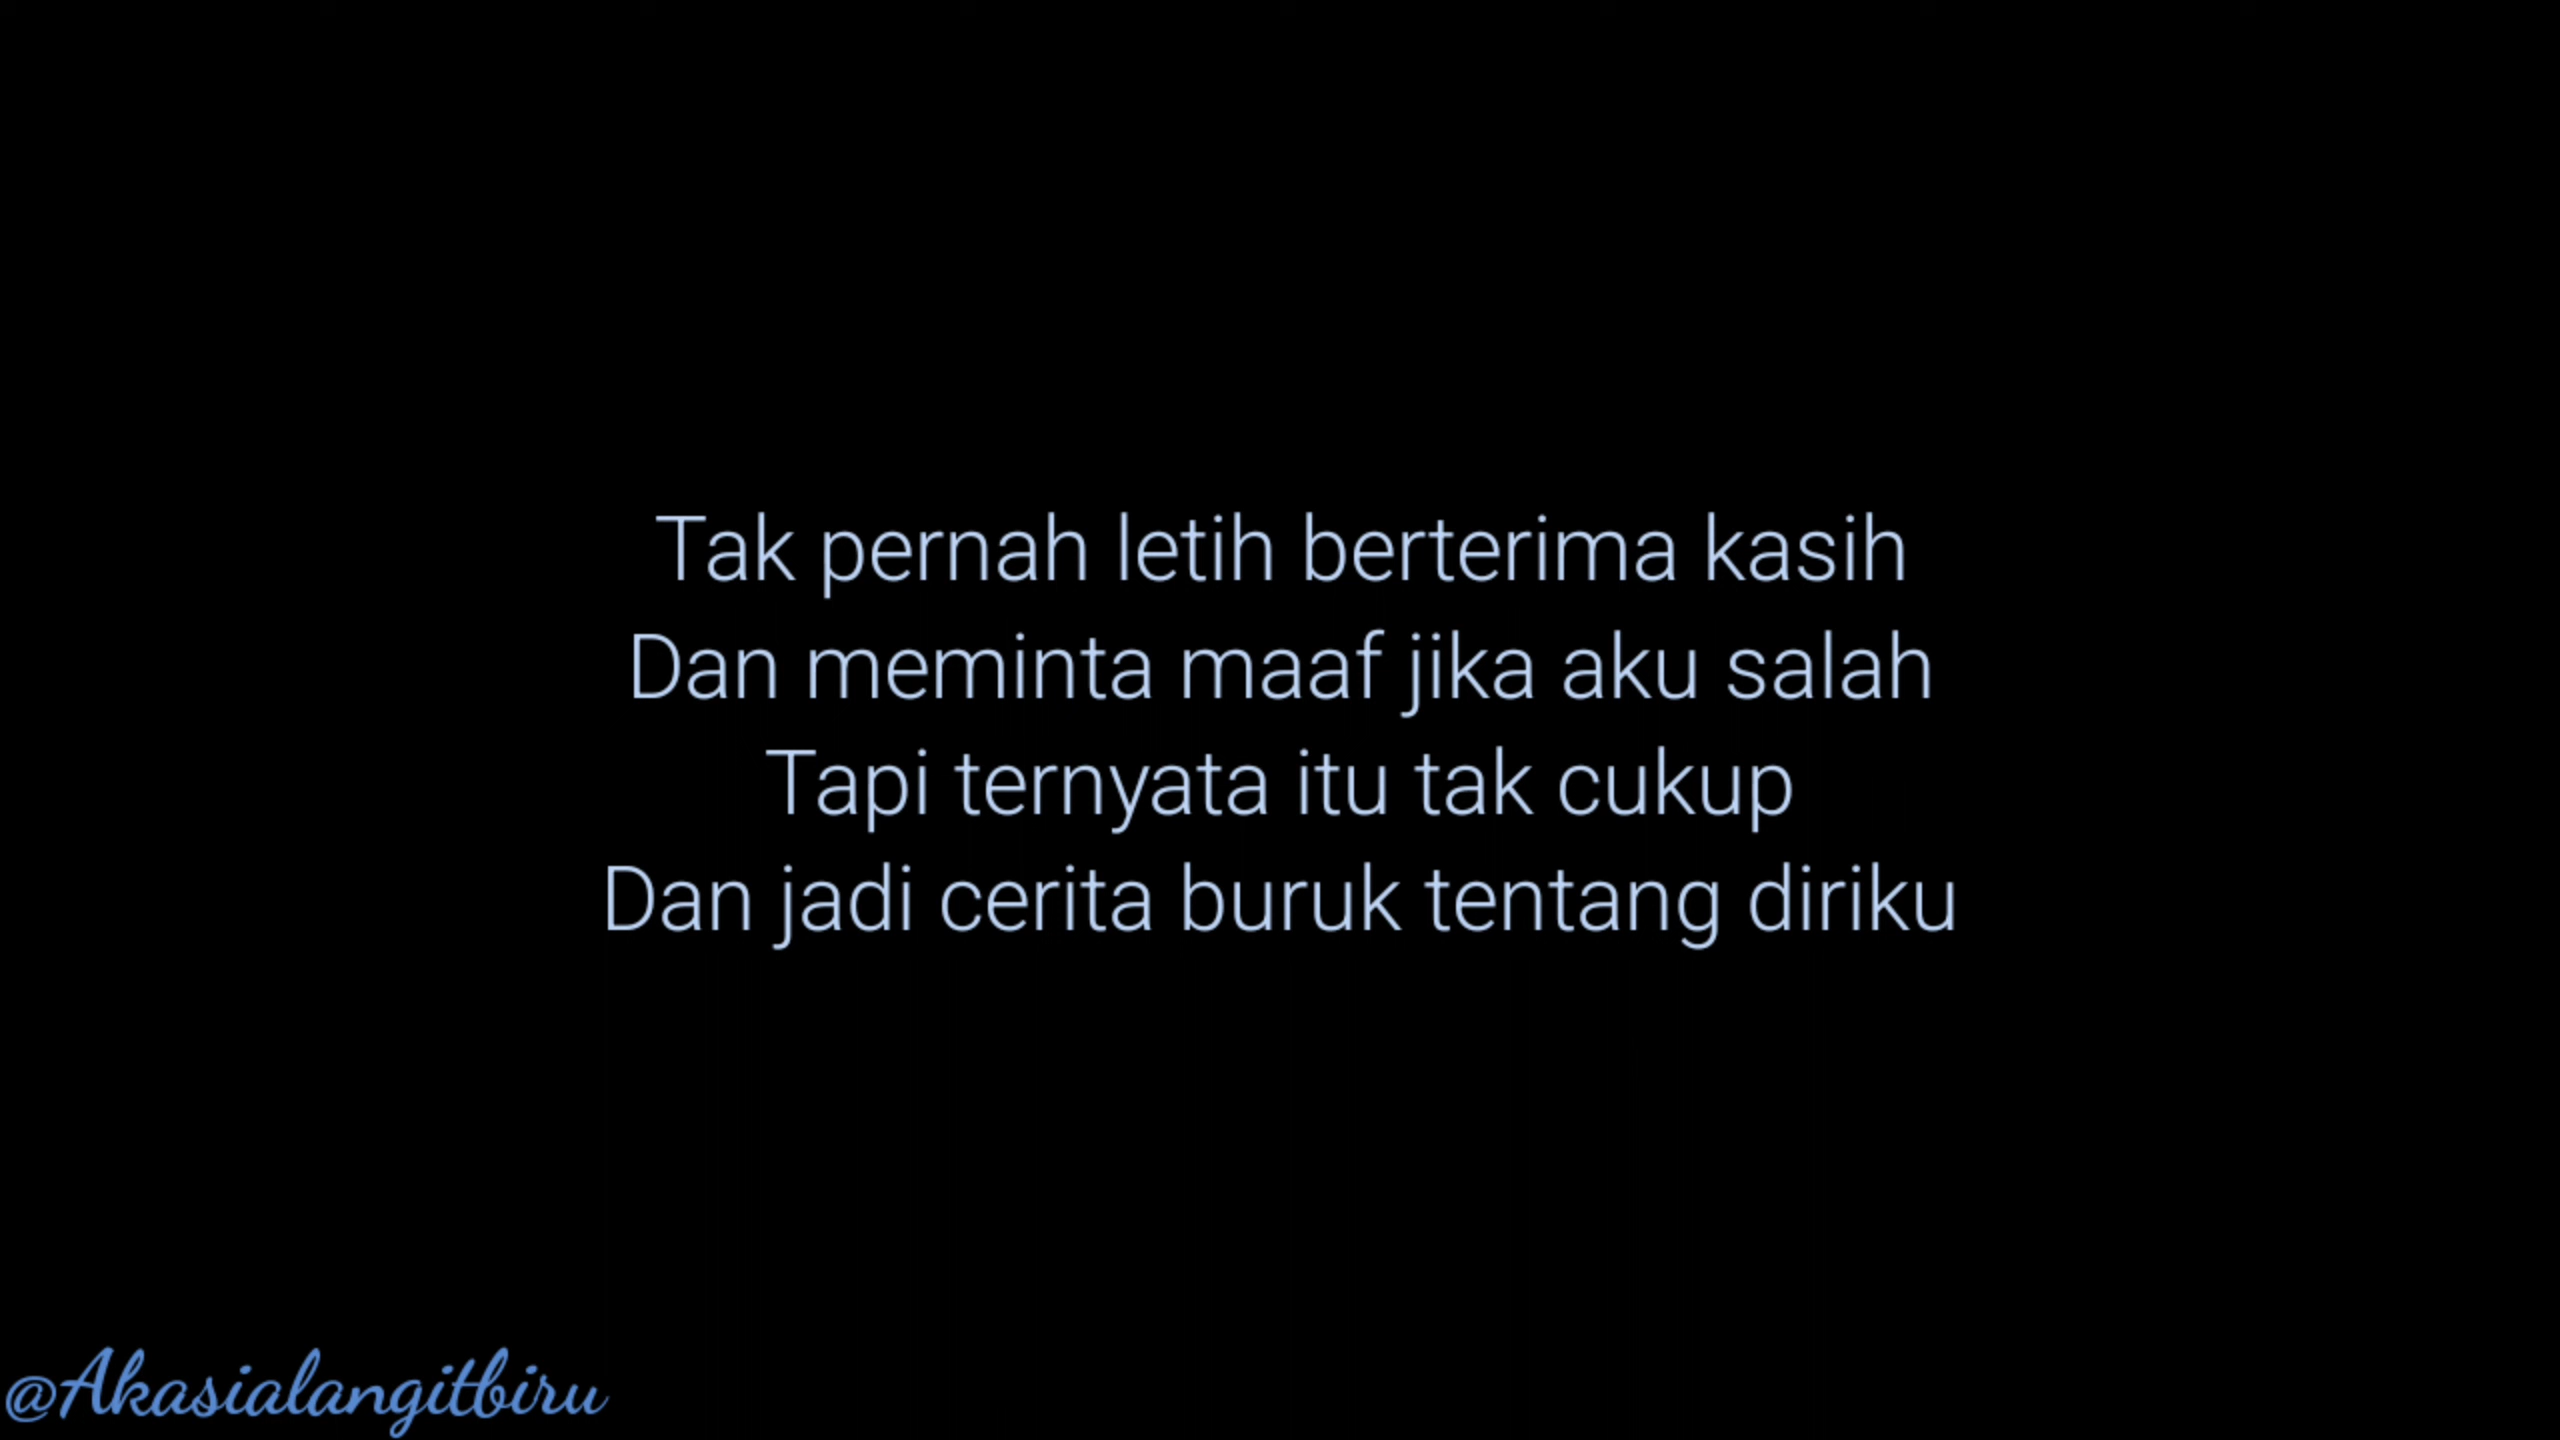 Tak pernah letih berterima kasih
Dan meminta maaf jika aku salah
Tapi ternyata itu tak cukup
Dan jadi cerita buruk tentang diriku
@Akasialangitbiru